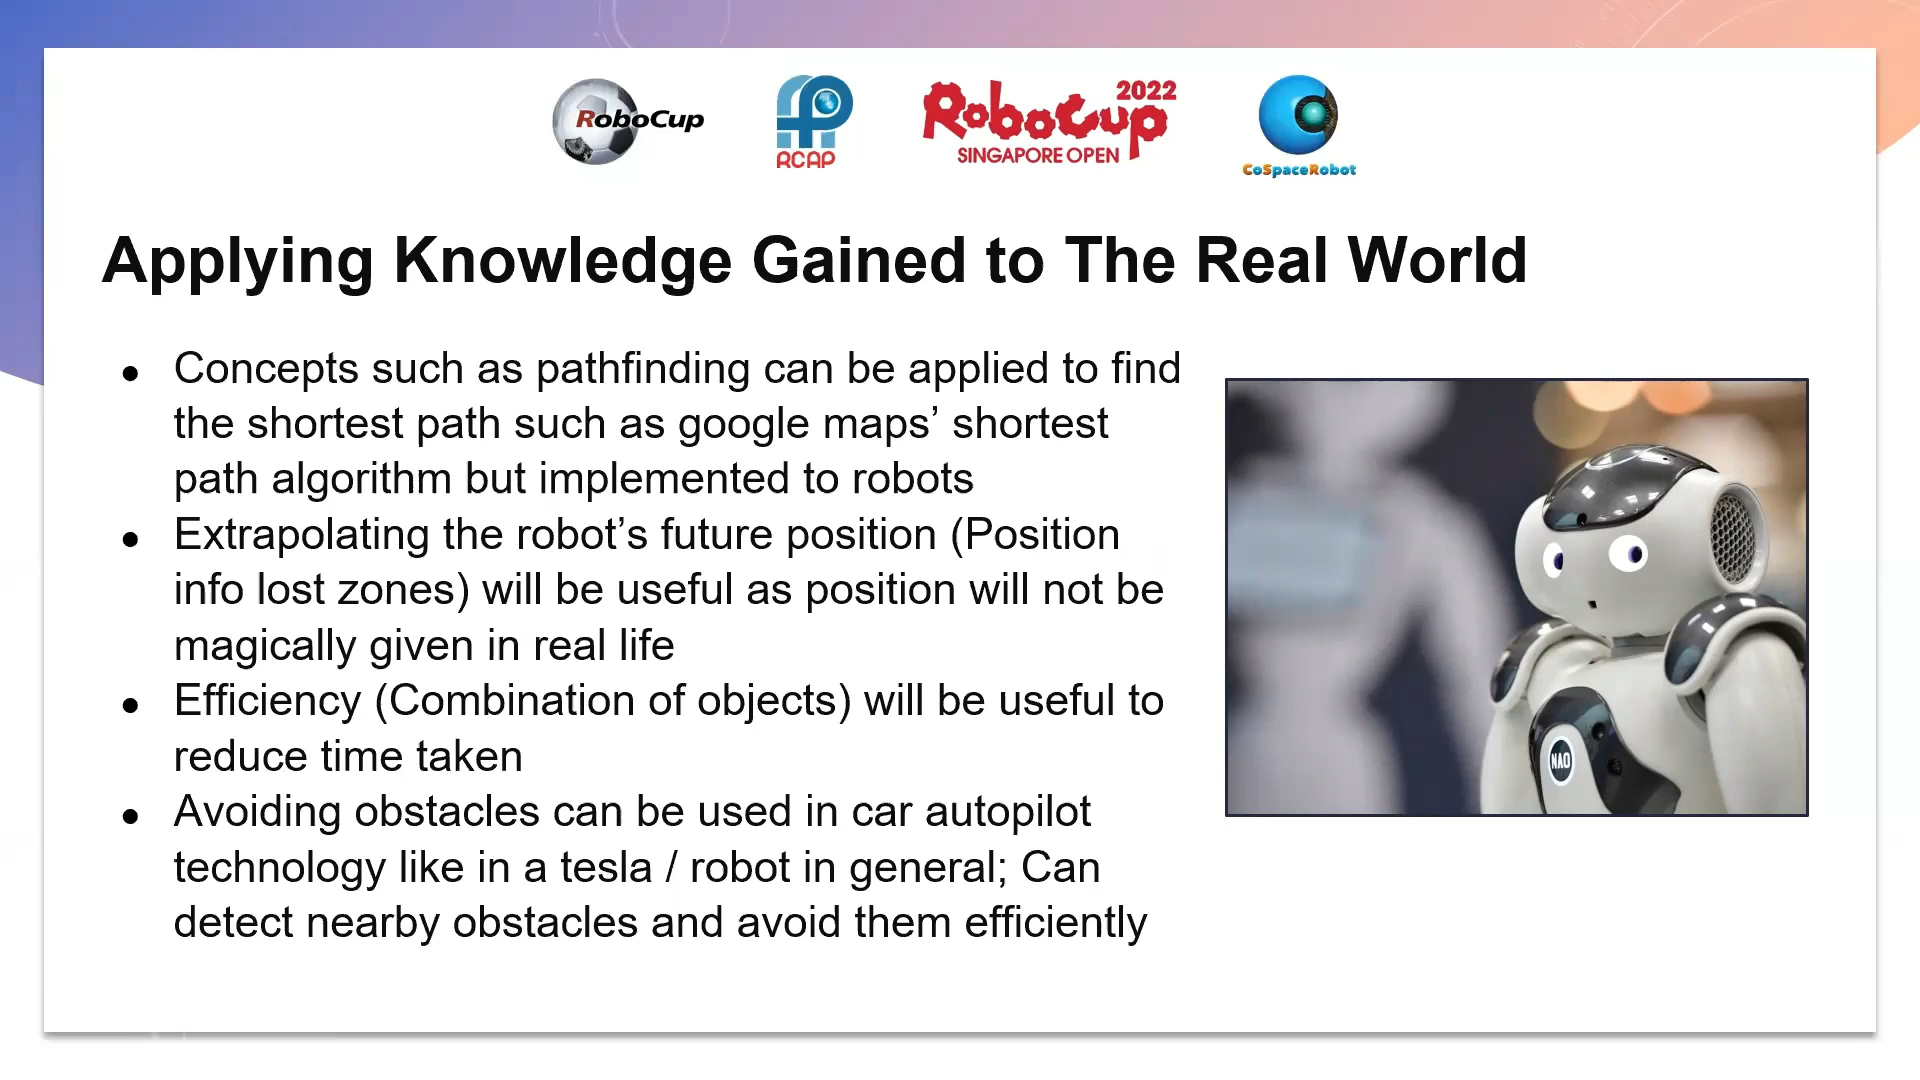 RoboCup
RCAP
RoboCup 2022
SINGAPORE OPEN
CoSpaceRobot
Applying Knowledge Gained to The Real World
● Concepts such as pathfinding can be applied to find
the shortest path such as google maps’ shortest
path algorithm but implemented to robots
● Extrapolating the robot’s future position (Position
info lost zones) will be useful as position will not be
magically given in real life
● Efficiency (Combination of objects) will be useful to
reduce time taken
● Avoiding obstacles can be used in car autopilot
technology like in a tesla / robot in general; Can
detect nearby obstacles and avoid them efficiently
NAO